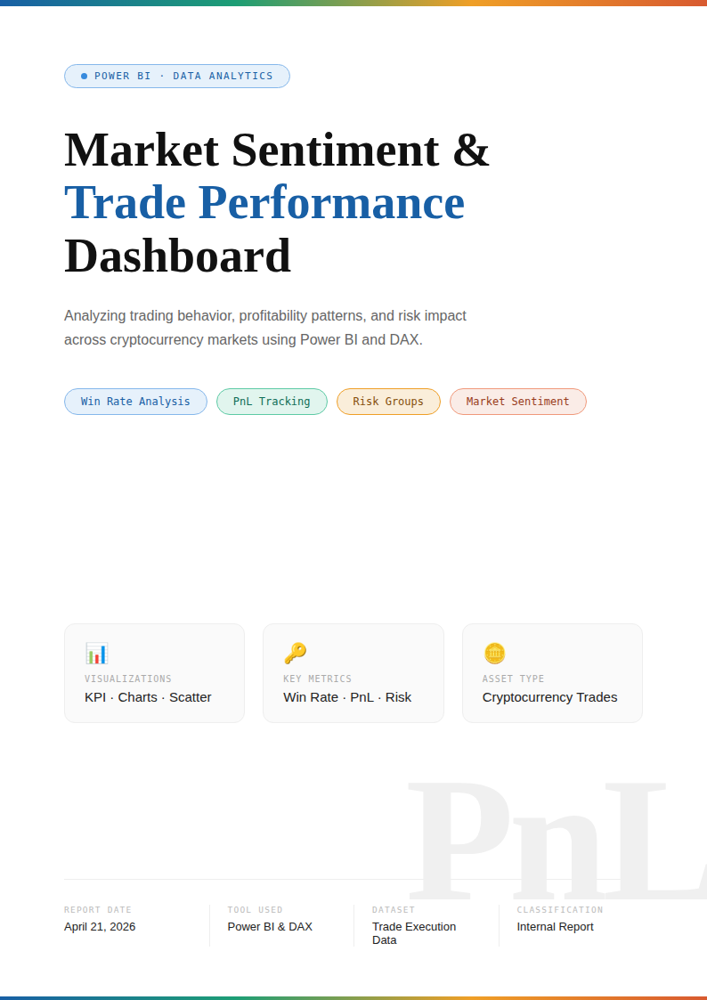 POWER BI · DATA ANALYTICS
Market Sentiment &
Trade Performance
Dashboard
Analyzing trading behavior, profitability patterns, and risk impact
across cryptocurrency markets using Power BI and DAX.
Win Rate Analysis
PnL Tracking
Risk Groups
Market Sentiment
VISUALIZATIONS
KPI · Charts · Scatter
KEY METRICS
Win Rate · PnL · Risk
ASSET TYPE
Cryptocurrency Trades
PnL
REPORT DATE
April 21, 2026
TOOL USED
Power BI & DAX
DATASET
Trade Execution
Data
CLASSIFICATION
Internal Report